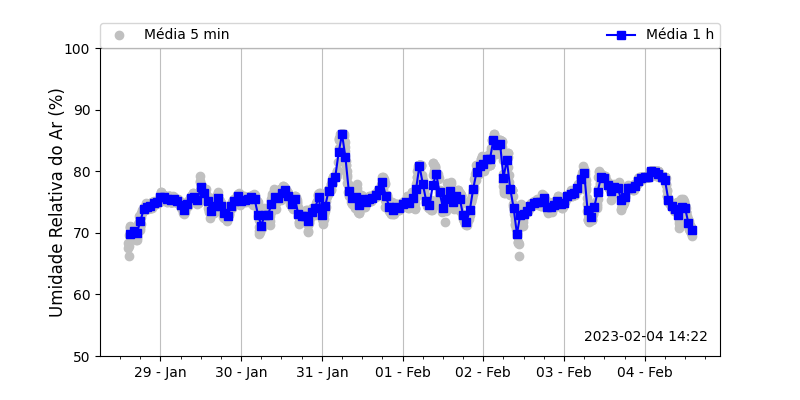 Média 5 min
Média 1 h
100
90
80
70
60
50
Umidade Relativa do Ar (%)
2023-02-04 14:22
29 - Jan
30 - Jan
31 - Jan
01 - Feb
02 - Feb
03 - Feb
04 - Feb